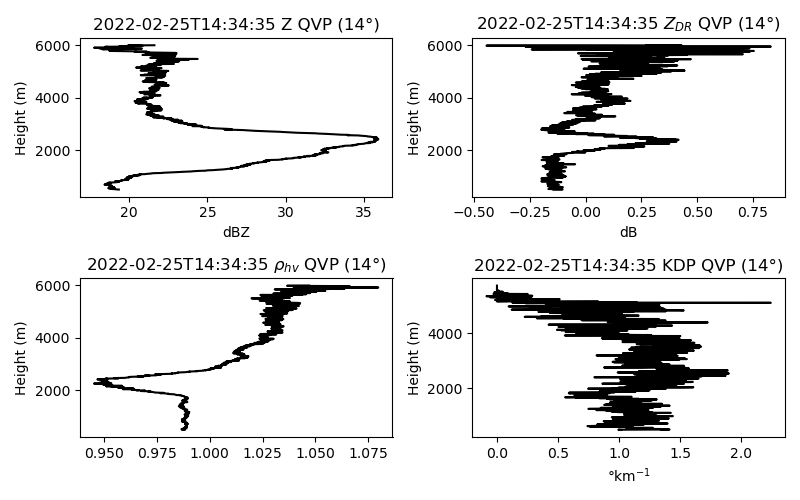 2022-02-25T14:34:35 Z QVP (14°)
Height (m)
6000
4000
2000
20
25
30
35
dBZ
2022-02-25T14:34:35 Z_DR QVP (14°)
Height (m)
6000
4000
2000
−0.50
−0.25
0.00
0.25
0.50
0.75
dB
2022-02-25T14:34:35 ρ_hv QVP (14°)
Height (m)
6000
4000
2000
0.950
0.975
1.000
1.025
1.050
1.075
2022-02-25T14:34:35 KDP QVP (14°)
Height (m)
4000
2000
0.0
0.5
1.0
1.5
2.0
°km⁻¹